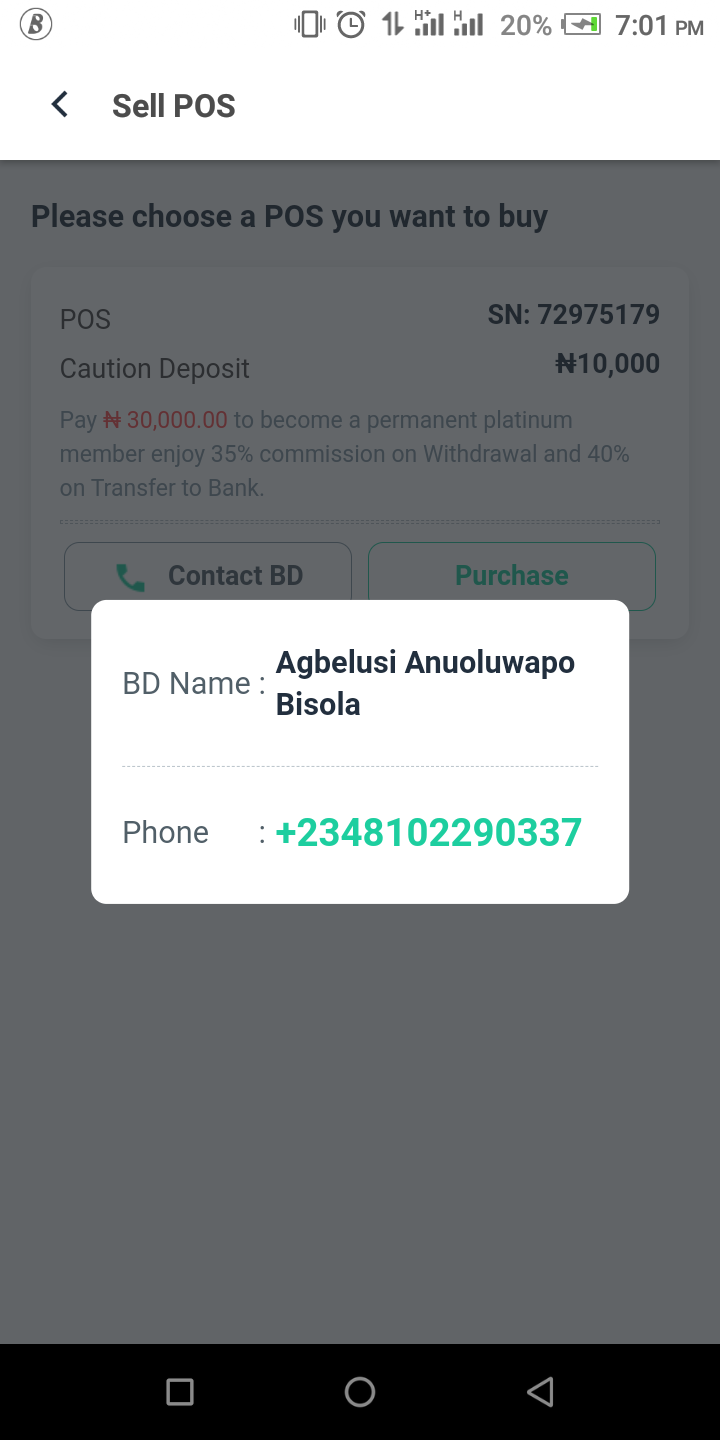 B
H+ H 20% 7:01 PM
Sell POS
Please choose a POS you want to buy
POS SN: 72975179
Caution Deposit ₦10,000
Pay ₦ 30,000.00 to become a permanent platinum
member enjoy 35% commission on Withdrawal and 40%
on Transfer to Bank.
Contact BD Purchase
BD Name : Agbelusi Anuoluwapo
Bisola
Phone : +2348102290337